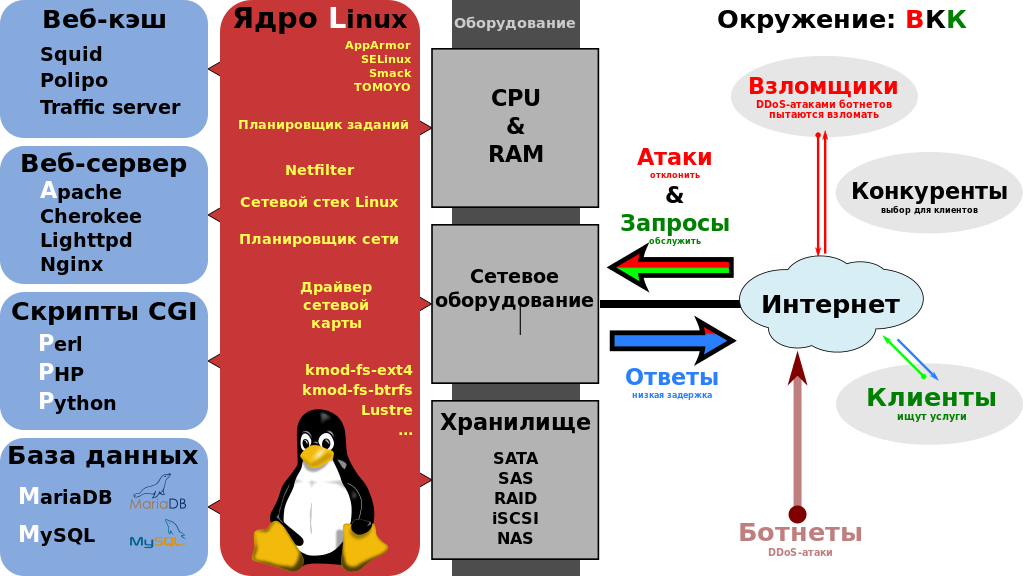 Веб-кэш
Squid
Polipo
Traffic server
Веб-сервер
Apache
Cherokee
Lighttpd
Nginx
Скрипты CGI
Perl
PHP
Python
База данных
MariaDB
MariaDB
MySQL
MySQL
Ядро Linux
AppArmor
SELinux
Smack
TOMOYO
Планировщик заданий
Netfilter
Сетевой стек Linux
Планировщик сети
Драйвер
сетевой
карты
kmod-fs-ext4
kmod-fs-btrfs
Lustre
...
Оборудование
CPU
&
RAM
Сетевое
оборудование
Хранилище
SATA
SAS
RAID
iSCSI
NAS
Окружение: ВКК
Взломщики
DDoS-атаками ботнетов
пытаются взломать
Конкуренты
выбор для клиентов
Атаки
отклонить
&
Запросы
обслужить
Интернет
Ответы
низкая задержка
Клиенты
ищут услуги
Ботнеты
DDoS-атаки